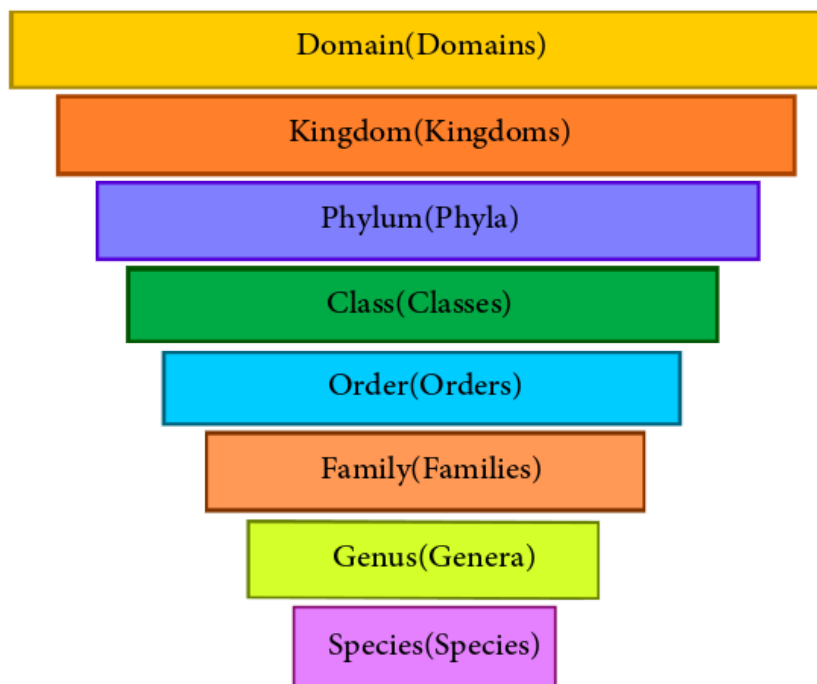 Domain(Domains)
Kingdom(Kingdoms)
Phylum(Phyla)
Class(Classes)
Order(Orders)
Family(Families)
Genus(Genera)
Species(Species)